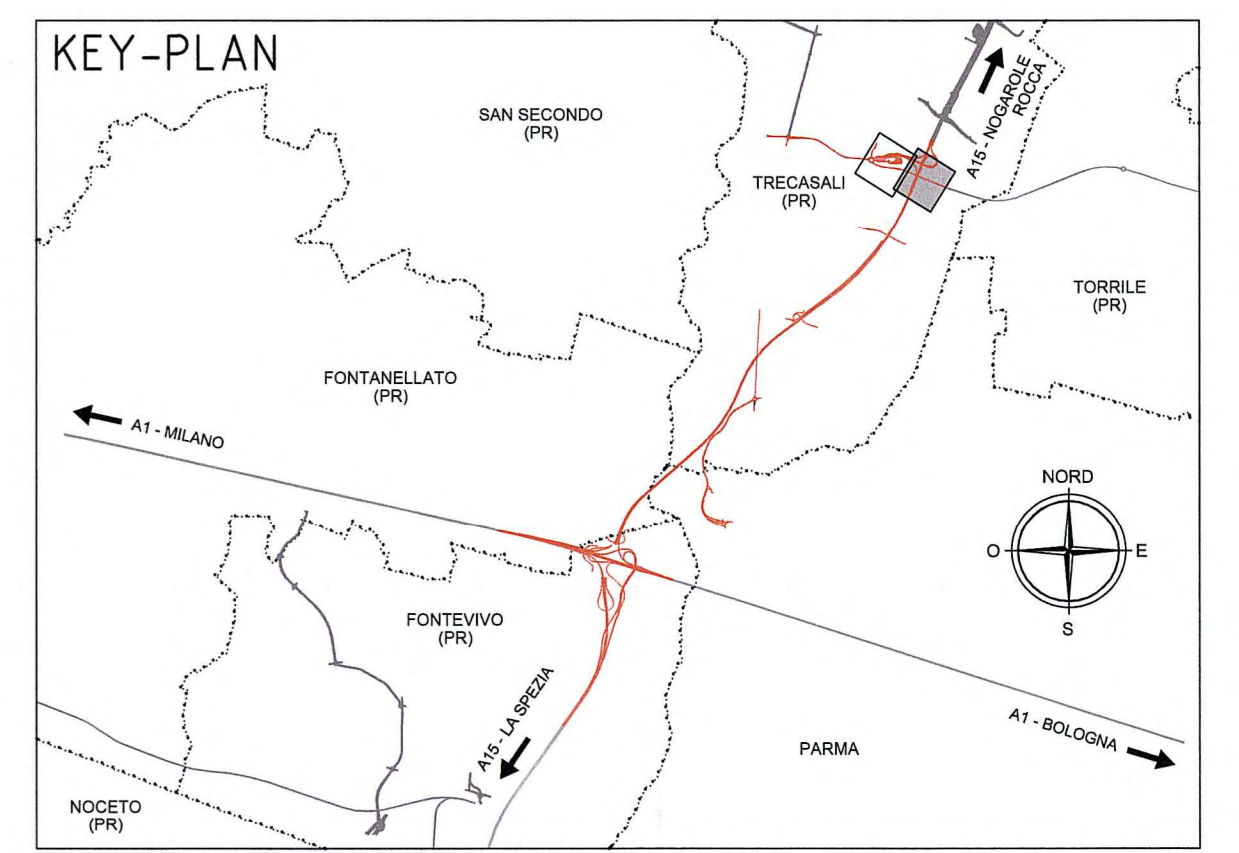 KEY-PLAN
SAN SECONDO
(PR)
A15 - NOGAROLE
ROCCA
TRECASALI
(PR)
TORRILE
(PR)
FONTANELLATO
(PR)
A1 - MILANO
NORD
O
E
S
FONTEVIVO
(PR)
A15 - LA SPEZIA
A1 - BOLOGNA
PARMA
NOCETO
(PR)